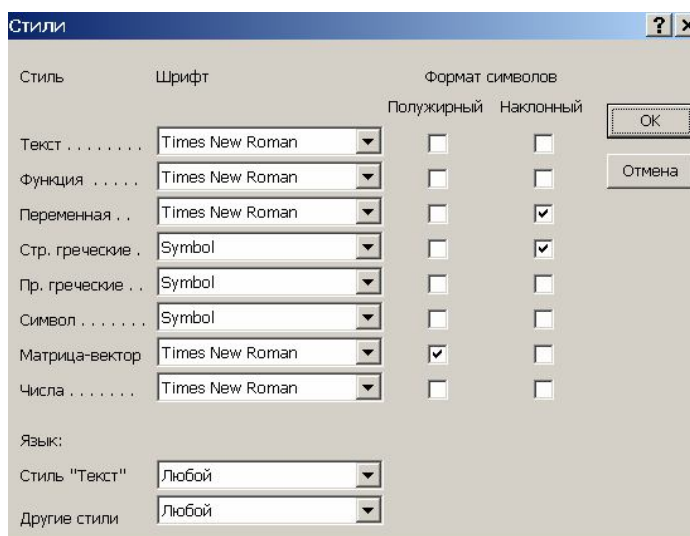 Стили
Стиль Шрифт Формат символов
Полужирный Наклонный
OK
Текст . . . . . . . . Times New Roman
Отмена
Функция . . . . . Times New Roman
Переменная . . Times New Roman
Стр. греческие . Symbol
Пр. греческие . . Symbol
Символ . . . . . . . Symbol
Матрица-вектор Times New Roman
Числа . . . . . . . Times New Roman
Язык:
Стиль "Текст" Любой
Другие стили Любой